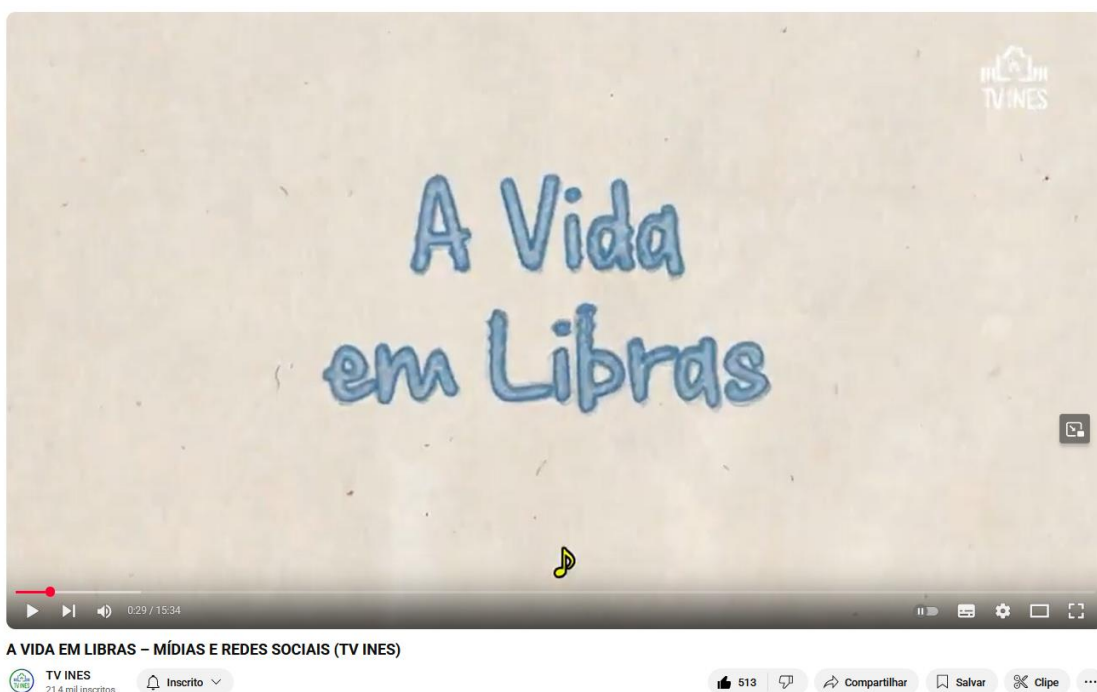 TV INES
A Vida
em Libras
0:29 / 15:34
A VIDA EM LIBRAS – MÍDIAS E REDES SOCIAIS (TV INES)
TV INES
21,4 mil inscritos
Inscrito
513
Compartilhar
Salvar
Clipe